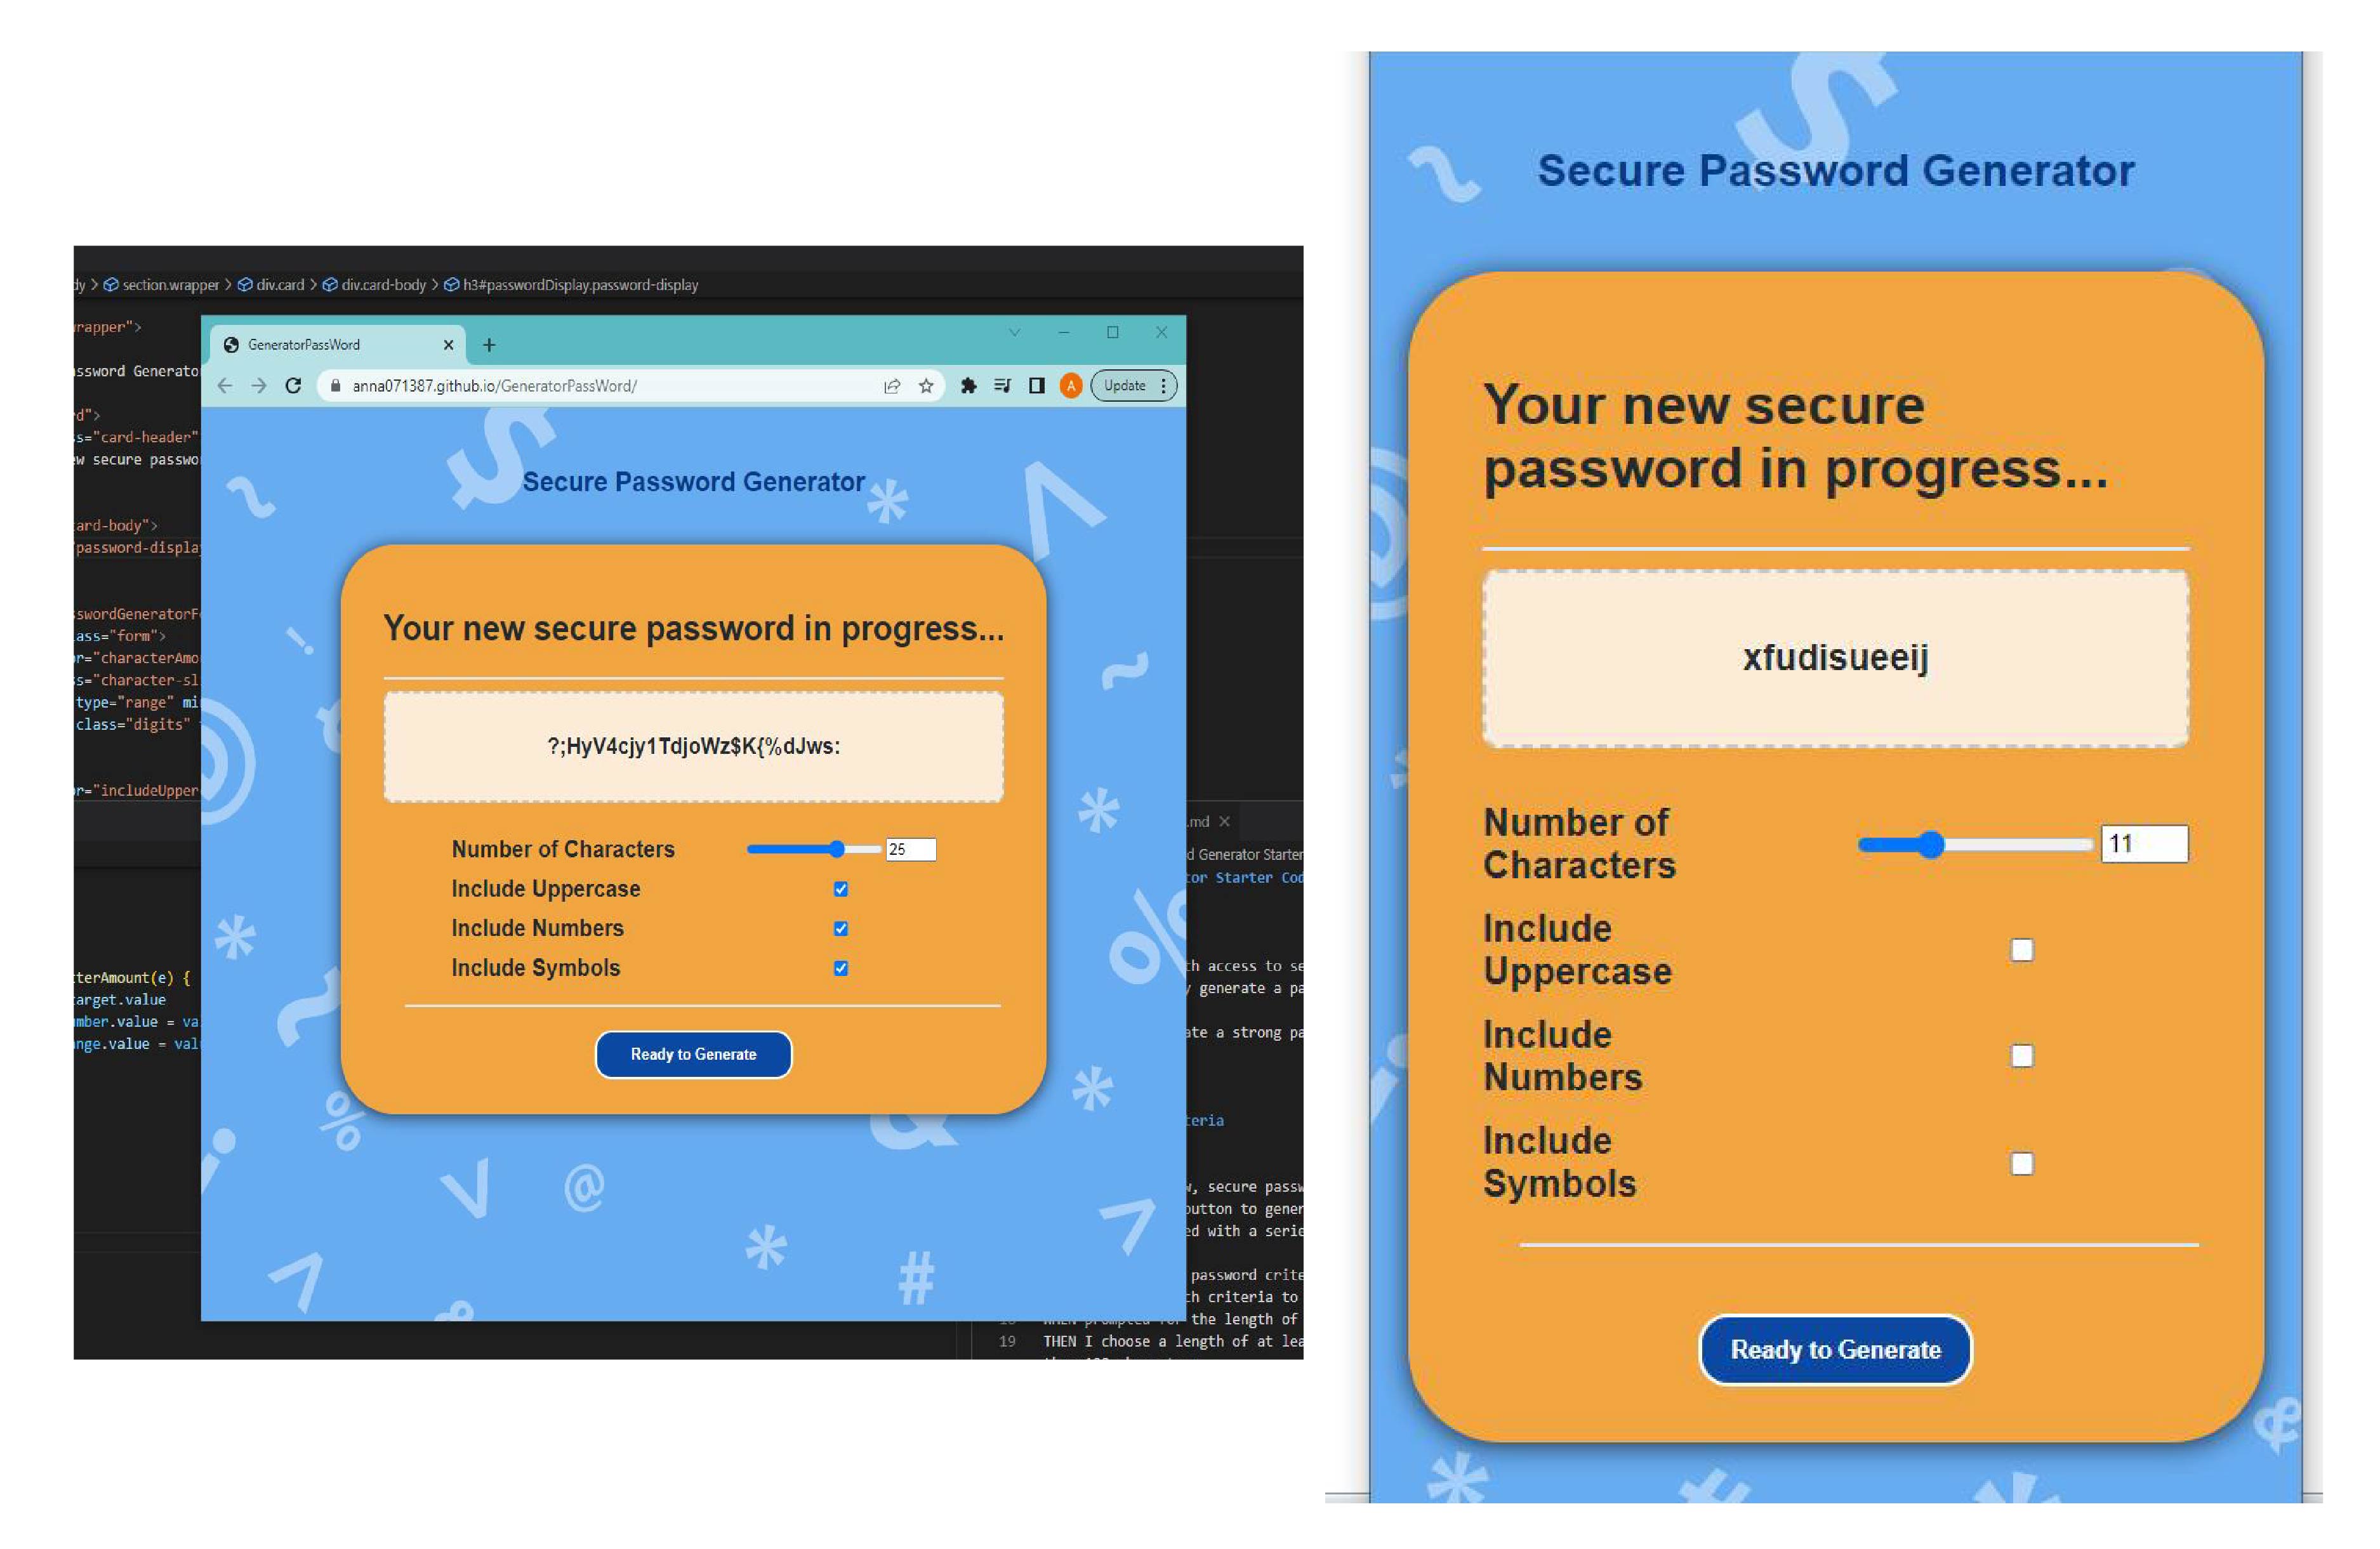 dy > section.wrapper > div.card > div.card-body > h3#passwordDisplay.password-display
rapper">
ssword Generato
d">
s="card-header"
w secure passwo
ard-body">
password-displa
swordGeneratorF
ass="form">
r="characterAmo
s="character-sl
type="range" mi
class="digits"
r="includeUpper
terAmount(e) {
arget.value
mber.value = va
nge.value = val
GeneratorPassWord
anna071387.github.io/GeneratorPassWord/
A
Update
Secure Password Generator
Your new secure password in progress...
?;HyV4cjy1TdjoWz$K{%dJws:
Number of Characters
25
Include Uppercase
Include Numbers
Include Symbols
Ready to Generate
.md
d Generator Starter
or Starter Cod
h access to se
y generate a pa
ate a strong pa
teria
w, secure passw
button to gener
ed with a serie
password crite
ch criteria to
the length of
19 THEN I choose a length of at lea
Secure Password Generator
Your new secure
password in progress...
xfudisueeij
Number of
Characters
11
Include
Uppercase
Include
Numbers
Include
Symbols
Ready to Generate